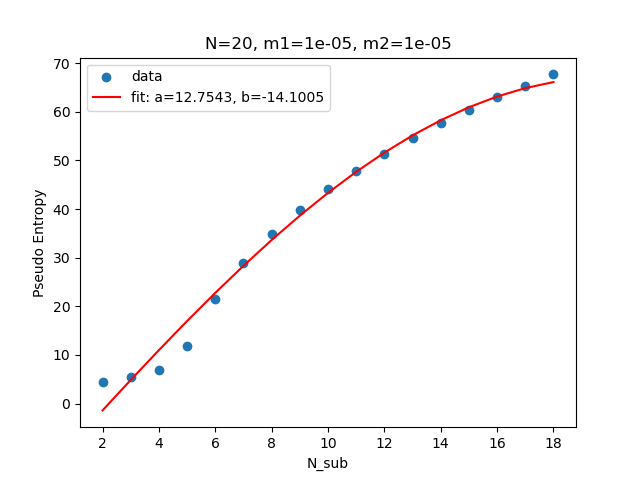 N=20, m1=1e-05, m2=1e-05
data
fit: a=12.7543, b=-14.1005
Pseudo Entropy
70
60
50
40
30
20
10
0
2 4 6 8 10 12 14 16 18
N_sub